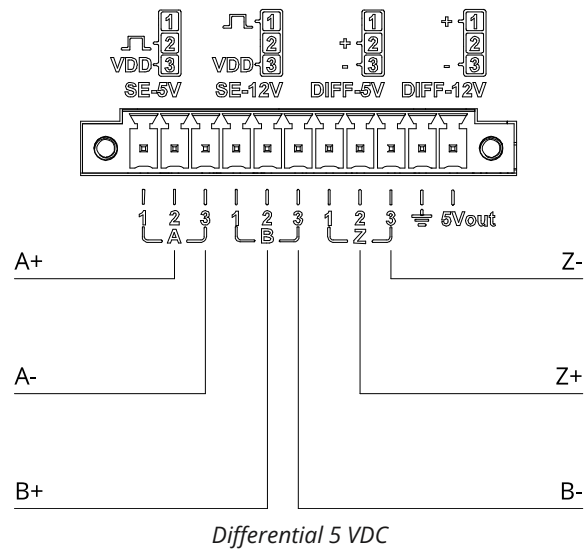 1 1 1 + 1
2 2 + 2 2
VDD 3 VDD 3 - 3 - 3
SE-5V SE-12V DIFF-5V DIFF-12V
1 2 3 1 2 3 1 2 3 5Vout
A B Z
A+ Z-
A- Z+
B+ B-
Differential 5 VDC